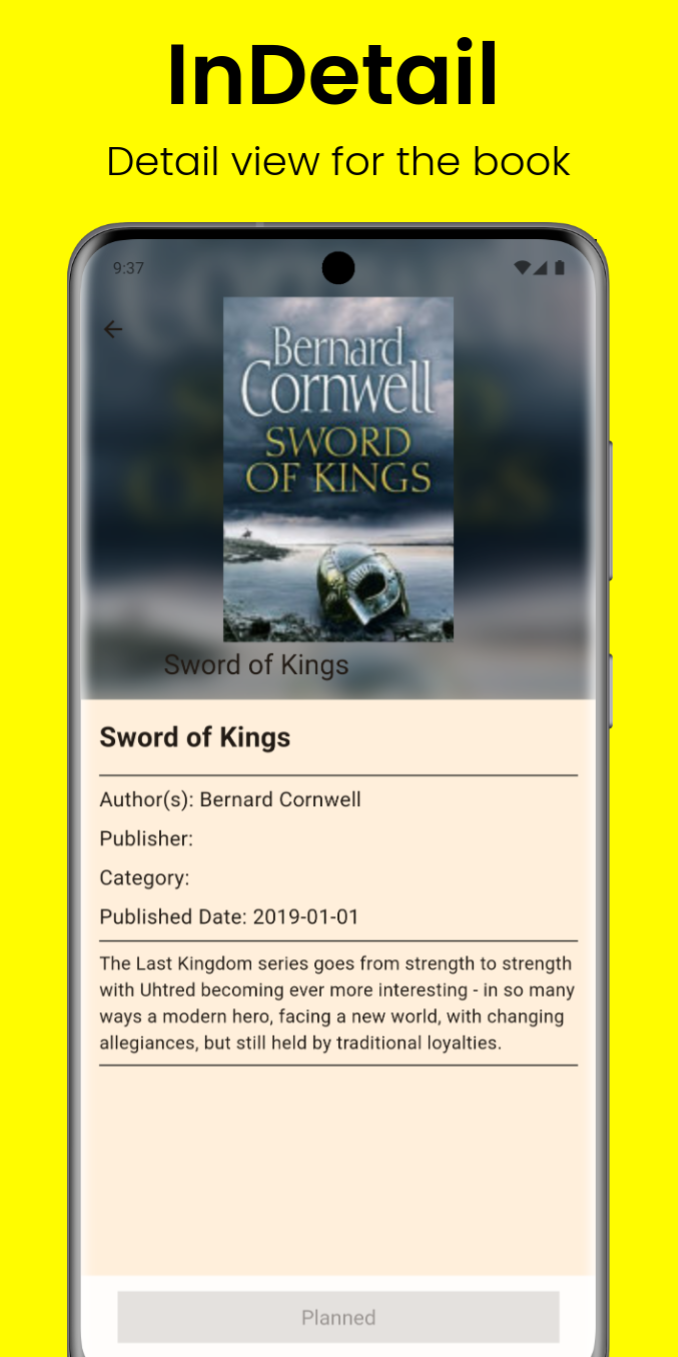 InDetail
Detail view for the book
9:37
Bernard
Cornwell
SWORD
OF KINGS
Sword of Kings
Sword of Kings
Author(s): Bernard Cornwell
Publisher:
Category:
Published Date: 2019-01-01
The Last Kingdom series goes from strength to strength
with Uhtred becoming ever more interesting - in so many
ways a modern hero, facing a new world, with changing
allegiances, but still held by traditional loyalties.
Planned